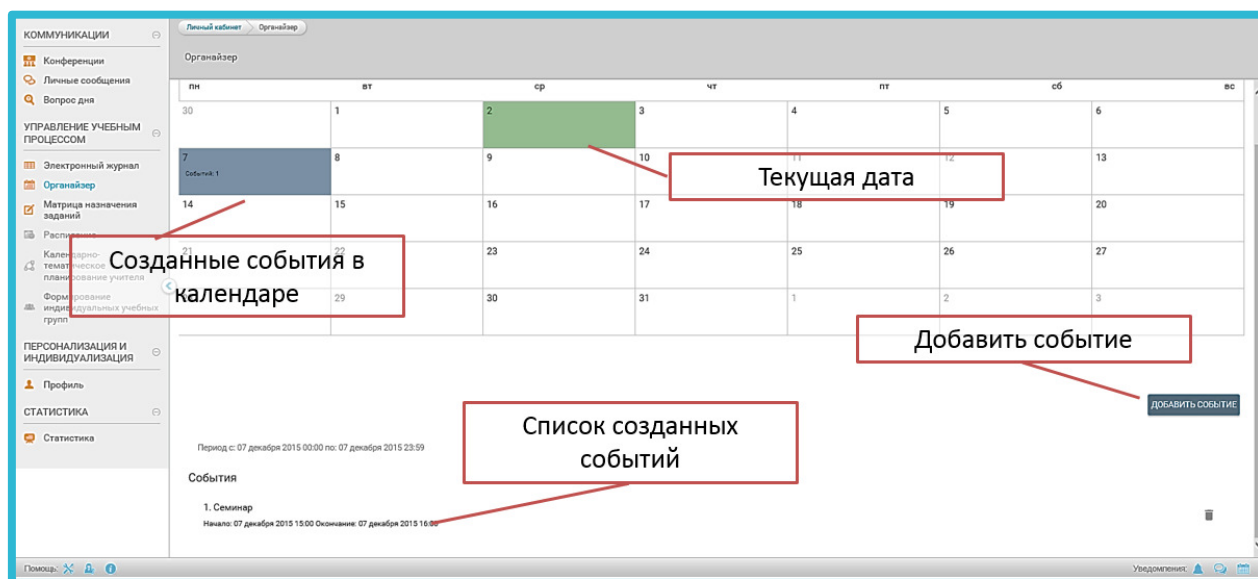 КОММУНИКАЦИИ
Конференции
Личные сообщения
Вопрос дня
УПРАВЛЕНИЕ УЧЕБНЫМ
ПРОЦЕССОМ
Электронный журнал
Органайзер
Матрица назначения
заданий
Расписание
Календарно-
тематическое
планирование учителя
Формирование
индивидуальных учебных
групп
ПЕРСОНАЛИЗАЦИЯ И
ИНДИВИДУАЛИЗАЦИЯ
Профиль
СТАТИСТИКА
Статистика
Личный кабинет Органайзер
Органайзер
пн вт ср чт пт сб вс
30 1 2 3 4 5 6
7 8 9 10 11 12 13
Событий: 1
Текущая дата
14 15 16 17 18 19 20
21 22 23 24 25 26 27
Созданные события в
календаре
29 30 31 1 2 3
Добавить событие
ДОБАВИТЬ СОБЫТИЕ
Список созданных
событий
Период с: 07 декабря 2015 00:00 по: 07 декабря 2015 23:59
События
1. Семинар
Начало: 07 декабря 2015 15:00 Окончание: 07 декабря 2015 16:00
Помощь:
Уведомления: